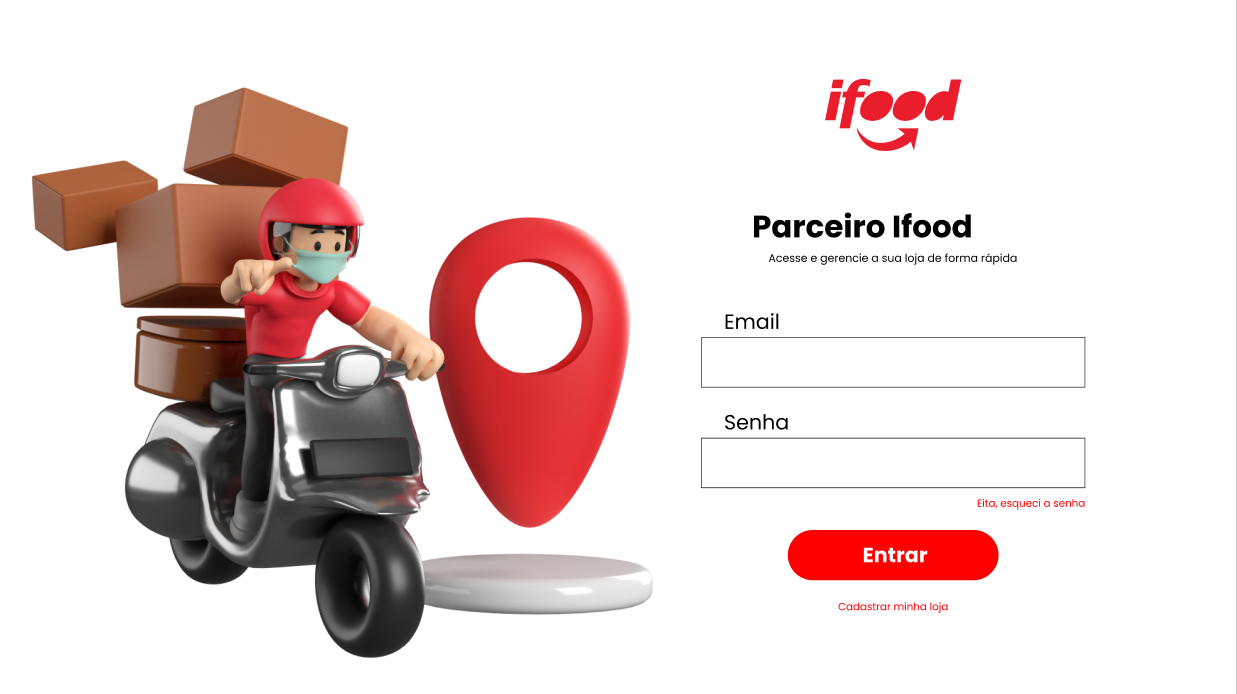 ifood
Parceiro Ifood
Acesse e gerencie a sua loja de forma rápida
Email
Senha
Eita, esqueci a senha
Entrar
Cadastrar minha loja